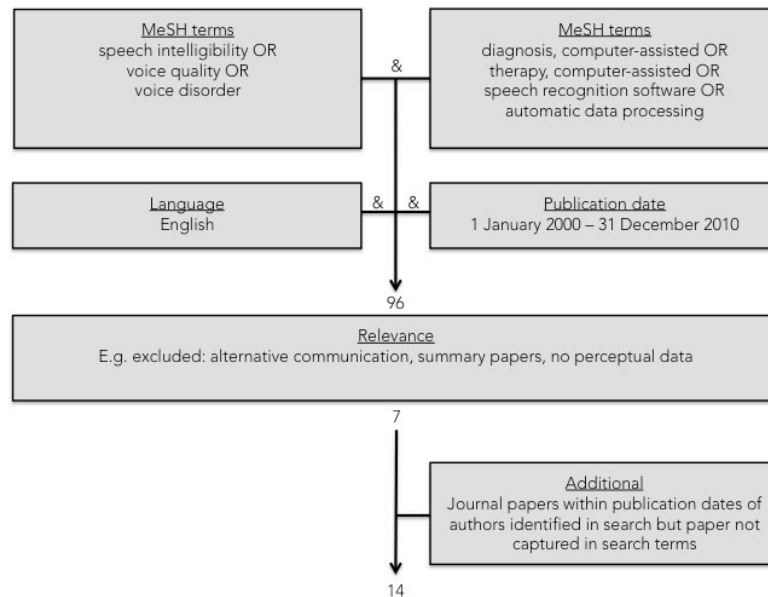 MeSH terms
speech intelligibility OR
voice quality OR
voice disorder
&
MeSH terms
diagnosis, computer-assisted OR
therapy, computer-assisted OR
speech recognition software OR
automatic data processing
Language
English
& &
Publication date
1 January 2000 – 31 December 2010
96
Relevance
E.g. excluded: alternative communication, summary papers, no perceptual data
7
Additional
Journal papers within publication dates of
authors identified in search but paper not
captured in search terms
14